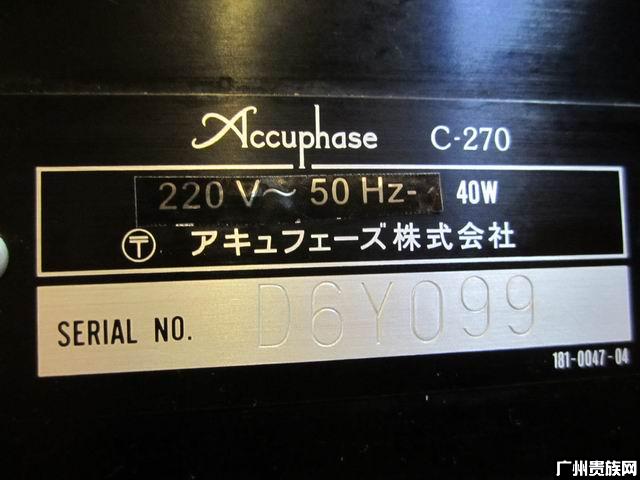 Accuphase C-270
220 V~ 50 Hz- 40W
〒 アキュフェーズ株式会社
SERIAL NO. D6Y099
181-0047-04
广州贵族网